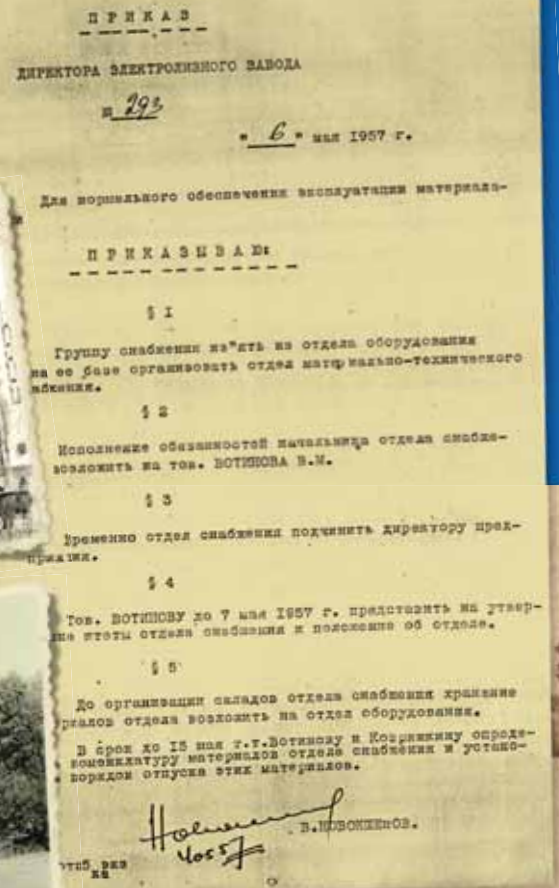 ПРИКАЗ
ДИРЕКТОРА ЭЛЕКТРОЛИЗНОГО ЗАВОДА
№ 293
" 6 " мая 1957 г.
Для нормального обеспечения эксплуатации материала-
и
ПРИКАЗЫВАЮ:
§ I
Группу снабжения из"ять из отдела оборудования
на ее базе организовать отдел материально-технического
абжения.
§ 2
Исполнение обязанностей начальника отдела снабже-
возложить на тов. ВОТИНОВА В.М.
§ 3
Временно отдел снабжения подчинить директору пред-
приятия.
§ 4
Тов. ВОТИНОВУ до 7 мая 1957 г. представить на утвер-
ние штаты отдела снабжения и положение об отделе.
§ 5
До организации складов отдела снабжения хранение
риалов отдела возложить на отдел оборудования.
В срок до 15 мая т.г. Вотинову и опреде-
номенклатуру материалов отдела снабжения и устано-
порядок отпуска этих материалов.
В.НОВОКШЕНОВ.